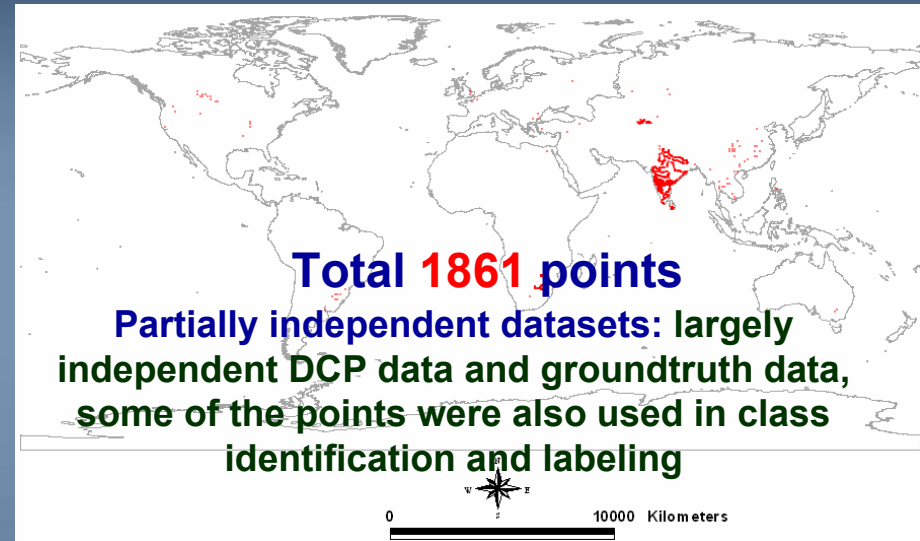 Total 1861 points
Partially independent datasets: largely
independent DCP data and groundtruth data,
some of the points were also used in class
identification and labeling
N
W E
S
0 10000 Kilometers